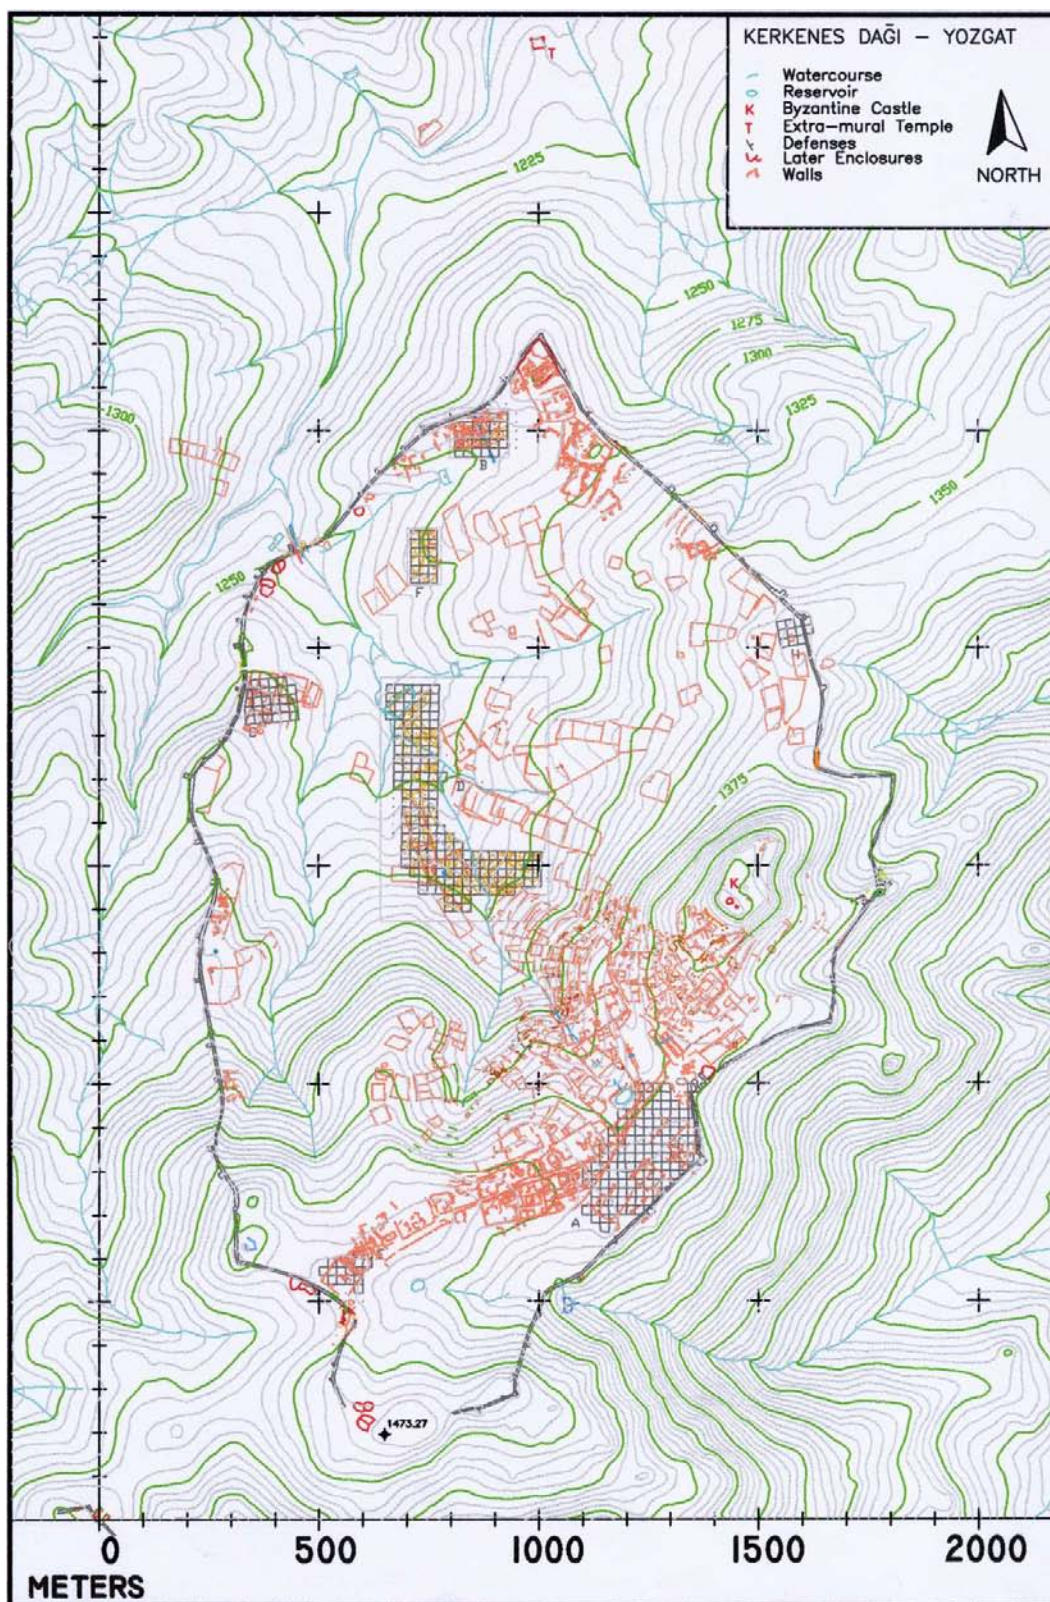 KERKENES DAĞI – YOZGAT
Watercourse
Reservoir
K Byzantine Castle
T Extra-mural Temple
Defenses
Later Enclosures
Walls
NORTH
T
1225
1250
1275
1300
1325
1300
1350
B
F
1250
H
D
1375
K
A
1473.27
0 500 1000 1500 2000
METERS